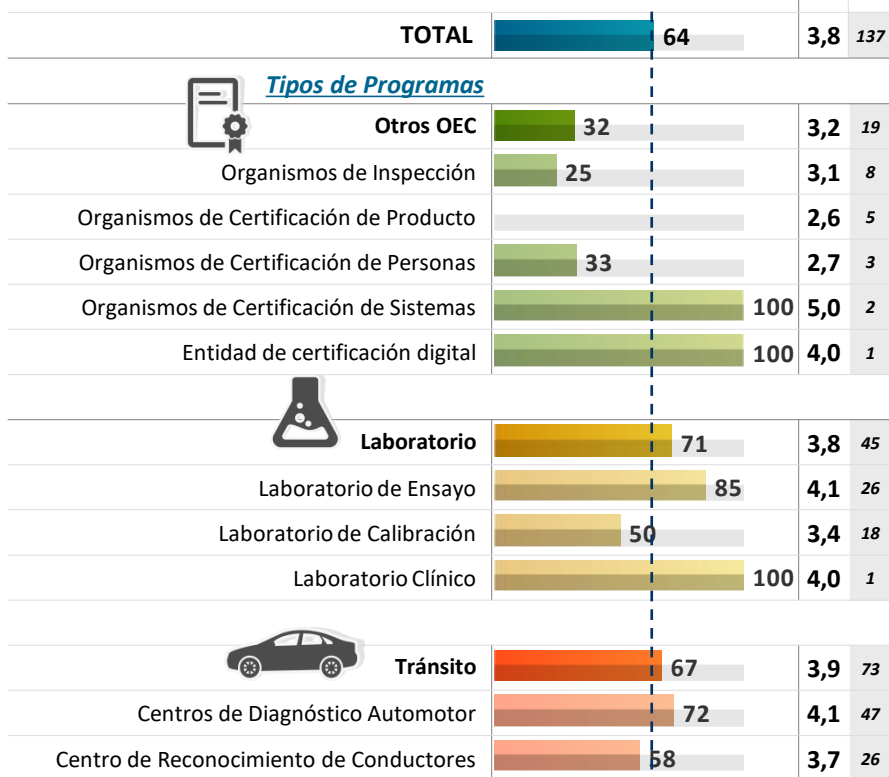 TOTAL 64 3,8 137
Tipos de Programas
Otros OEC 32 3,2 19
Organismos de Inspección 25 3,1 8
Organismos de Certificación de Producto 2,6 5
Organismos de Certificación de Personas 33 2,7 3
Organismos de Certificación de Sistemas 100 5,0 2
Entidad de certificación digital 100 4,0 1
Laboratorio 71 3,8 45
Laboratorio de Ensayo 85 4,1 26
Laboratorio de Calibración 50 3,4 18
Laboratorio Clínico 100 4,0 1
Tránsito 67 3,9 73
Centros de Diagnóstico Automotor 72 4,1 47
Centro de Reconocimiento de Conductores 58 3,7 26